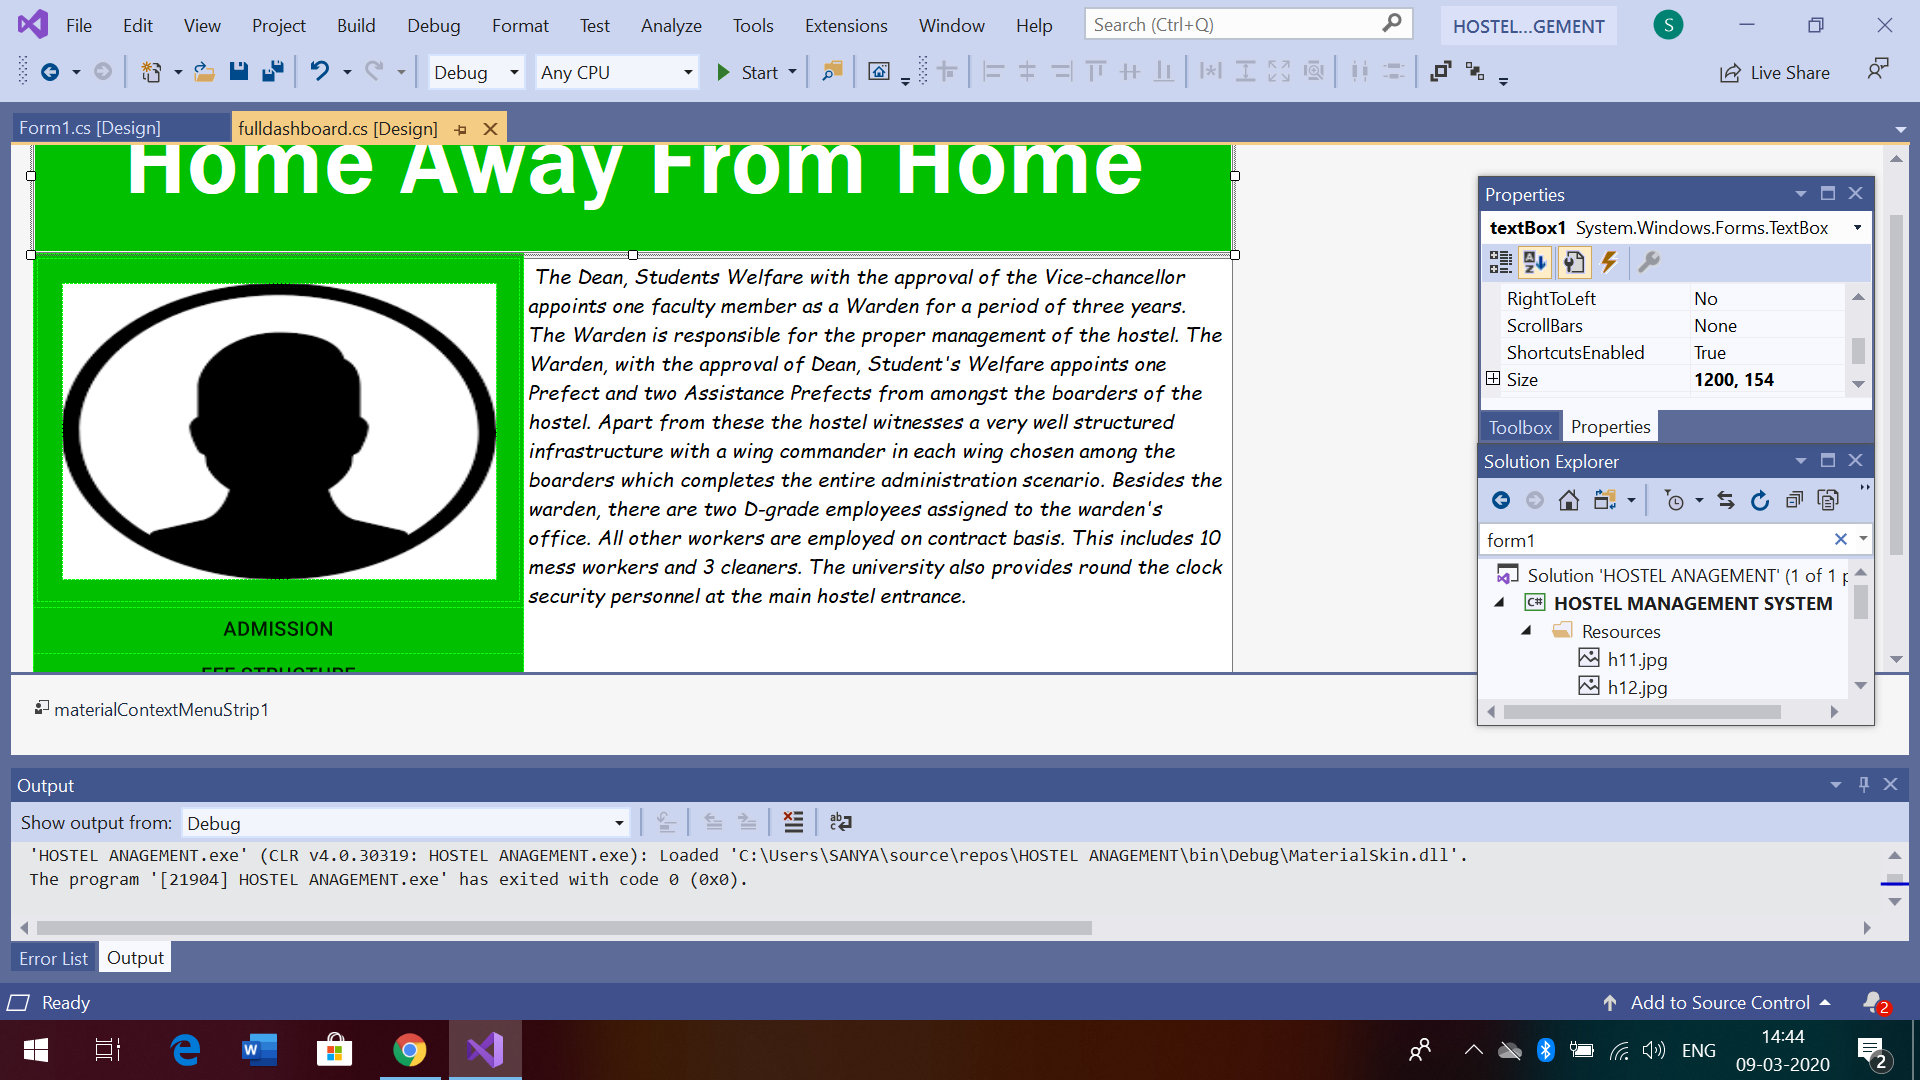 File Edit View Project Build Debug Format Test Analyze Tools Extensions Window Help Search (Ctrl+Q) HOSTEL...GEMENT S
Debug Any CPU Start Live Share
Form1.cs [Design] fulldashboard.cs [Design]
Home Away From Home
The Dean, Students Welfare with the approval of the Vice-chancellor
appoints one faculty member as a Warden for a period of three years.
The Warden is responsible for the proper management of the hostel. The
Warden, with the approval of Dean, Student's Welfare appoints one
Prefect and two Assistance Prefects from amongst the boarders of the
hostel. Apart from these the hostel witnesses a very well structured
infrastructure with a wing commander in each wing chosen among the
boarders which completes the entire administration scenario. Besides the
warden, there are two D-grade employees assigned to the warden's
office. All other workers are employed on contract basis. This includes 10
mess workers and 3 cleaners. The university also provides round the clock
security personnel at the main hostel entrance.
ADMISSION
FEE STRUCTURE
materialContextMenuStrip1
Properties
textBox1 System.Windows.Forms.TextBox
RightToLeft No
ScrollBars None
ShortcutsEnabled True
Size 1200, 154
Toolbox Properties
Solution Explorer
form1
Solution 'HOSTEL ANAGEMENT' (1 of 1 p
C# HOSTEL MANAGEMENT SYSTEM
Resources
h11.jpg
h12.jpg
Output
Show output from: Debug
'HOSTEL ANAGEMENT.exe' (CLR v4.0.30319: HOSTEL ANAGEMENT.exe): Loaded 'C:\Users\SANYA\source\repos\HOSTEL ANAGEMENT\bin\Debug\MaterialSkin.dll'.
The program '[21904] HOSTEL ANAGEMENT.exe' has exited with code 0 (0x0).
Error List Output
Ready Add to Source Control 2
ENG 14:44
09-03-2020 2